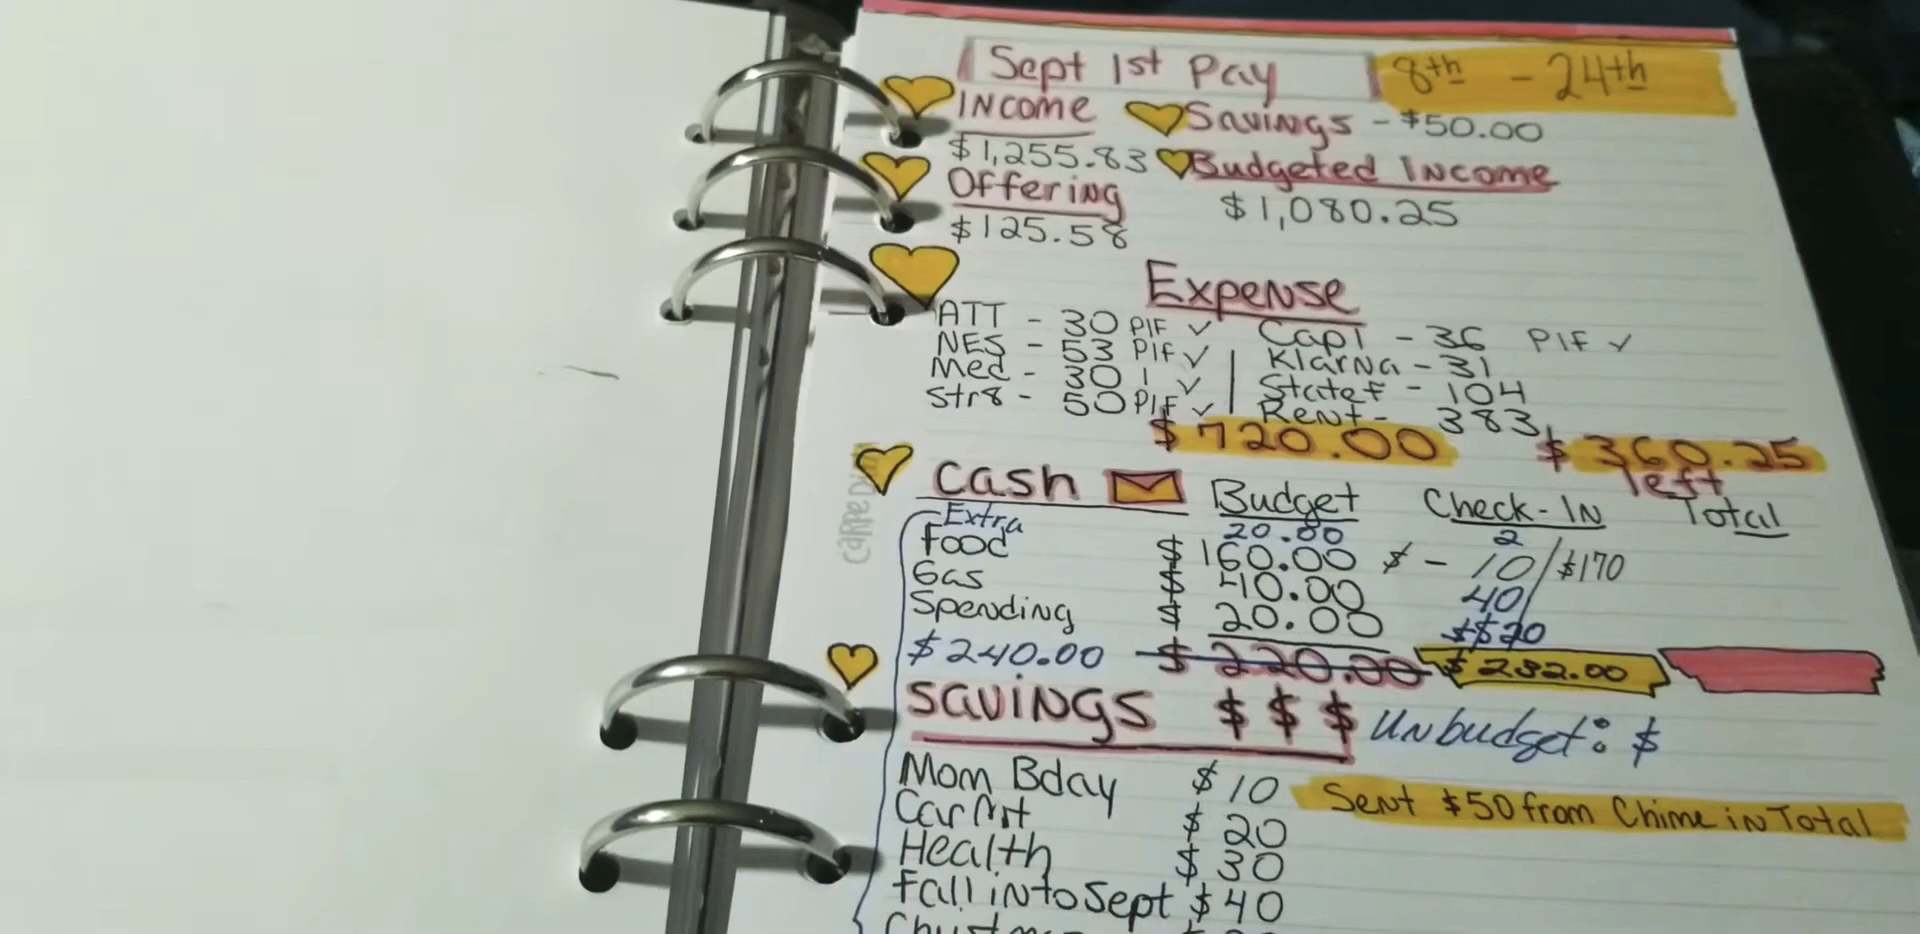 Sept 1st Pay 8th - 24th
Income Savings - $50.00
$1,255.83 Budgeted Income
Offering $1,080.25
$125.58
Expense
ATT - 30 PIF ✓ Cap1 - 36 PIF ✓
NES - 53 PIF ✓ Klarna - 31
Med - 30 ✓ Statef - 104
Str8 - 50 PIF ✓ Rent - 383
$720.00 $360.25
left
Cash Budget Check-In Total
Extra 20.00 2
Food $160.00 $ - 10 / $170
Gas $40.00 40
Spending $20.00 $20
$240.00 $220.00 $232.00
Savings $ $ $ Unbudget: $
Mom Bday $10 Sent $50 from Chime in Total
$20
Health $30
Fall into Sept $40
CARPEDIEM